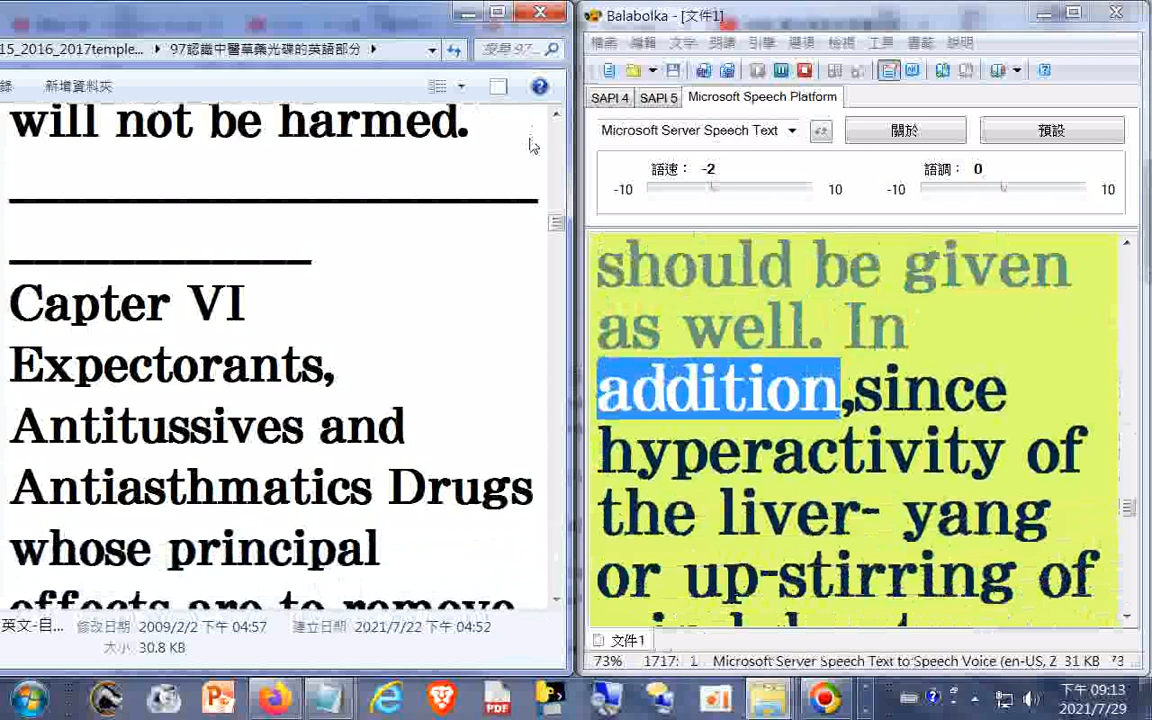 15_2016_2017temple...
97認識中醫草藥光碟的英語部分
搜尋 97...
新增資料夾
will not be harmed.
Capter VI
Expectorants,
Antitussives and
Antiasthmatics Drugs
whose principal
effects are to remove
英文-自...
修改日期 2009/2/2 下午 04:57
建立日期 2021/7/22 下午 04:52
大小 30.8 KB
Balabolka - [文件1]
檔案 編輯 文字 朗讀 引擎 選項 檢視 工具 書籤 說明
SAPI 4
SAPI 5
Microsoft Speech Platform
Microsoft Server Speech Text
關於
預設
語速： -2
語調： 0
-10
10
-10
10
should be given
as well. In
addition,since
hyperactivity of
the liver- yang
or up-stirring of
文件1
73%
1717: 1
Microsoft Server Speech Text to Speech Voice (en-US, Z
31 KB
下午 09:13
2021/7/29